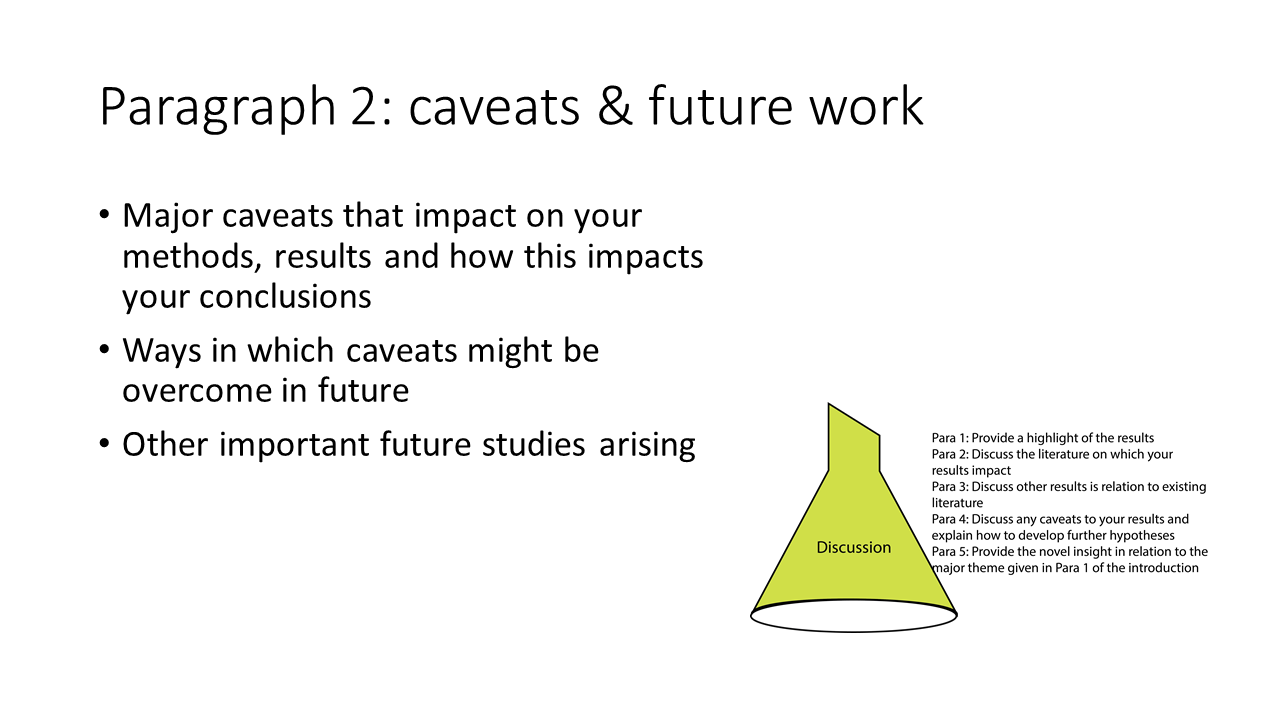 Paragraph 2: caveats & future work
• Major caveats that impact on your
methods, results and how this impacts
your conclusions
• Ways in which caveats might be
overcome in future
• Other important future studies arising
Discussion
Para 1: Provide a highlight of the results
Para 2: Discuss the literature on which your
results impact
Para 3: Discuss other results is relation to existing
literature
Para 4: Discuss any caveats to your results and
explain how to develop further hypotheses
Para 5: Provide the novel insight in relation to the
major theme given in Para 1 of the introduction